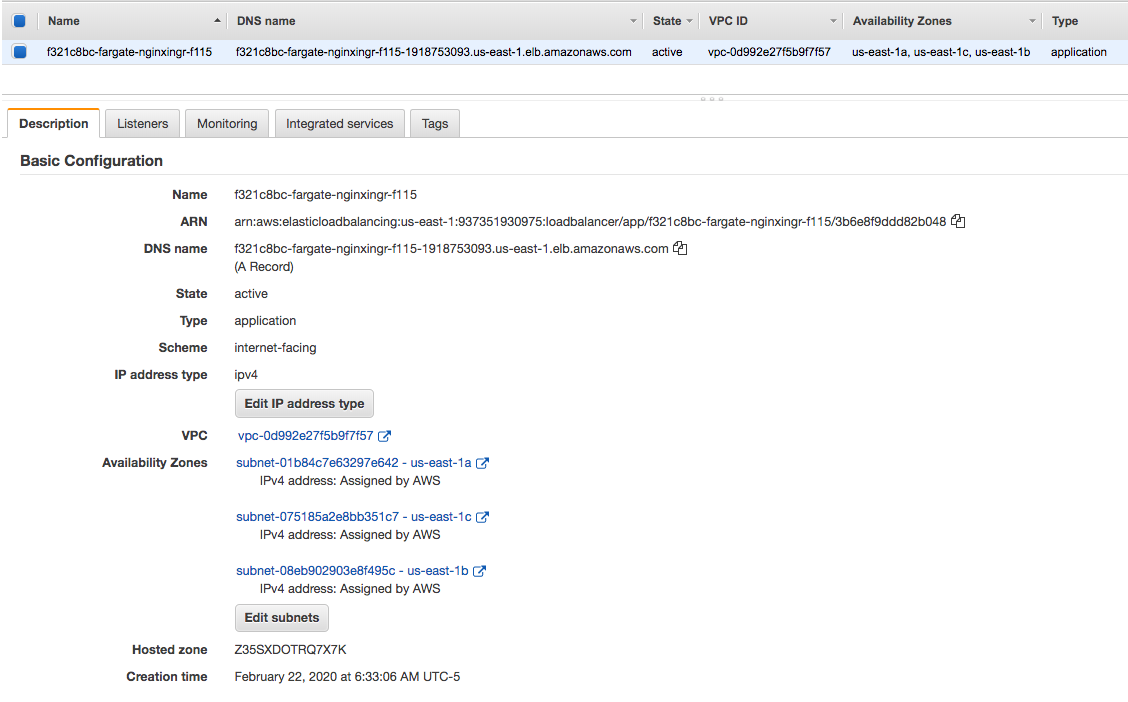 Name DNS name State VPC ID Availability Zones Type
f321c8bc-fargate-nginxingr-f115 f321c8bc-fargate-nginxingr-f115-1918753093.us-east-1.elb.amazonaws.com active vpc-0d992e27f5b9f7f57 us-east-1a, us-east-1c, us-east-1b application
Description Listeners Monitoring Integrated services Tags
Basic Configuration
Name f321c8bc-fargate-nginxingr-f115
ARN arn:aws:elasticloadbalancing:us-east-1:937351930975:loadbalancer/app/f321c8bc-fargate-nginxingr-f115/3b6e8f9ddd82b048
DNS name f321c8bc-fargate-nginxingr-f115-1918753093.us-east-1.elb.amazonaws.com
(A Record)
State active
Type application
Scheme internet-facing
IP address type ipv4
Edit IP address type
VPC vpc-0d992e27f5b9f7f57
Availability Zones subnet-01b84c7e63297e642 - us-east-1a
IPv4 address: Assigned by AWS
subnet-075185a2e8bb351c7 - us-east-1c
IPv4 address: Assigned by AWS
subnet-08eb902903e8f495c - us-east-1b
IPv4 address: Assigned by AWS
Edit subnets
Hosted zone Z35SXDOTRQ7X7K
Creation time February 22, 2020 at 6:33:06 AM UTC-5